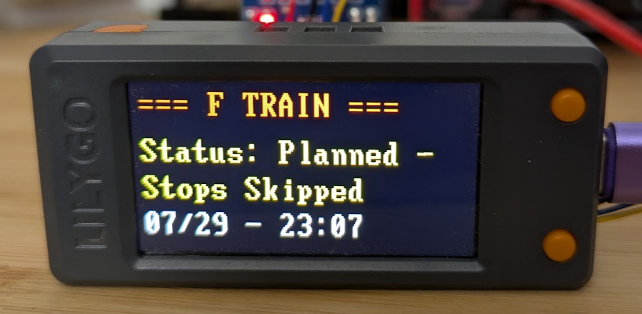 LILYGO
=== F TRAIN ===
Status: Planned -
Stops Skipped
07/29 - 23:07